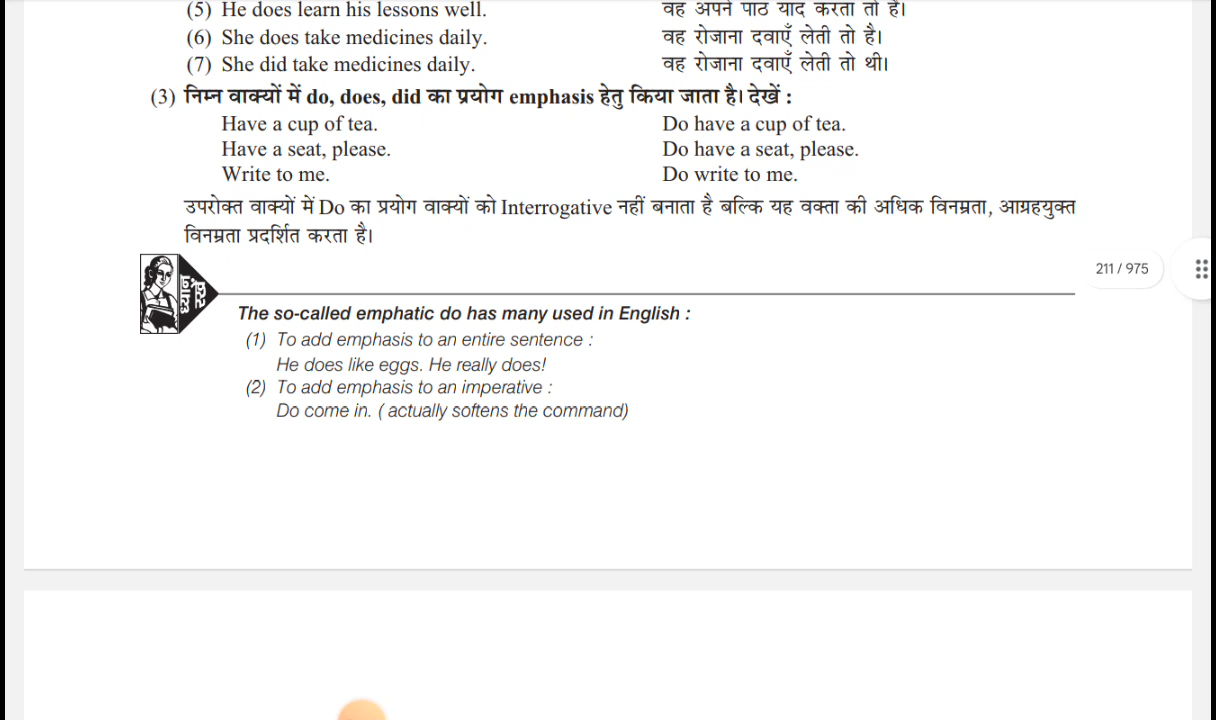 (5) He does learn his lessons well. वह अपने पाठ याद करता तो है।
(6) She does take medicines daily. वह रोजाना दवाएँ लेती तो है।
(7) She did take medicines daily. वह रोजाना दवाएँ लेती तो थी।
(3) निम्न वाक्यों में do, does, did का प्रयोग emphasis हेतु किया जाता है। देखें :
Have a cup of tea. Do have a cup of tea.
Have a seat, please. Do have a seat, please.
Write to me. Do write to me.
उपरोक्त वाक्यों में Do का प्रयोग वाक्यों को Interrogative नहीं बनाता है बल्कि यह वक्ता की अधिक विनम्रता, आग्रहयुक्त
विनम्रता प्रदर्शित करता है।
211 / 975
ध्यान रखें
The so-called emphatic do has many used in English :
(1) To add emphasis to an entire sentence :
He does like eggs. He really does!
(2) To add emphasis to an imperative :
Do come in. ( actually softens the command)